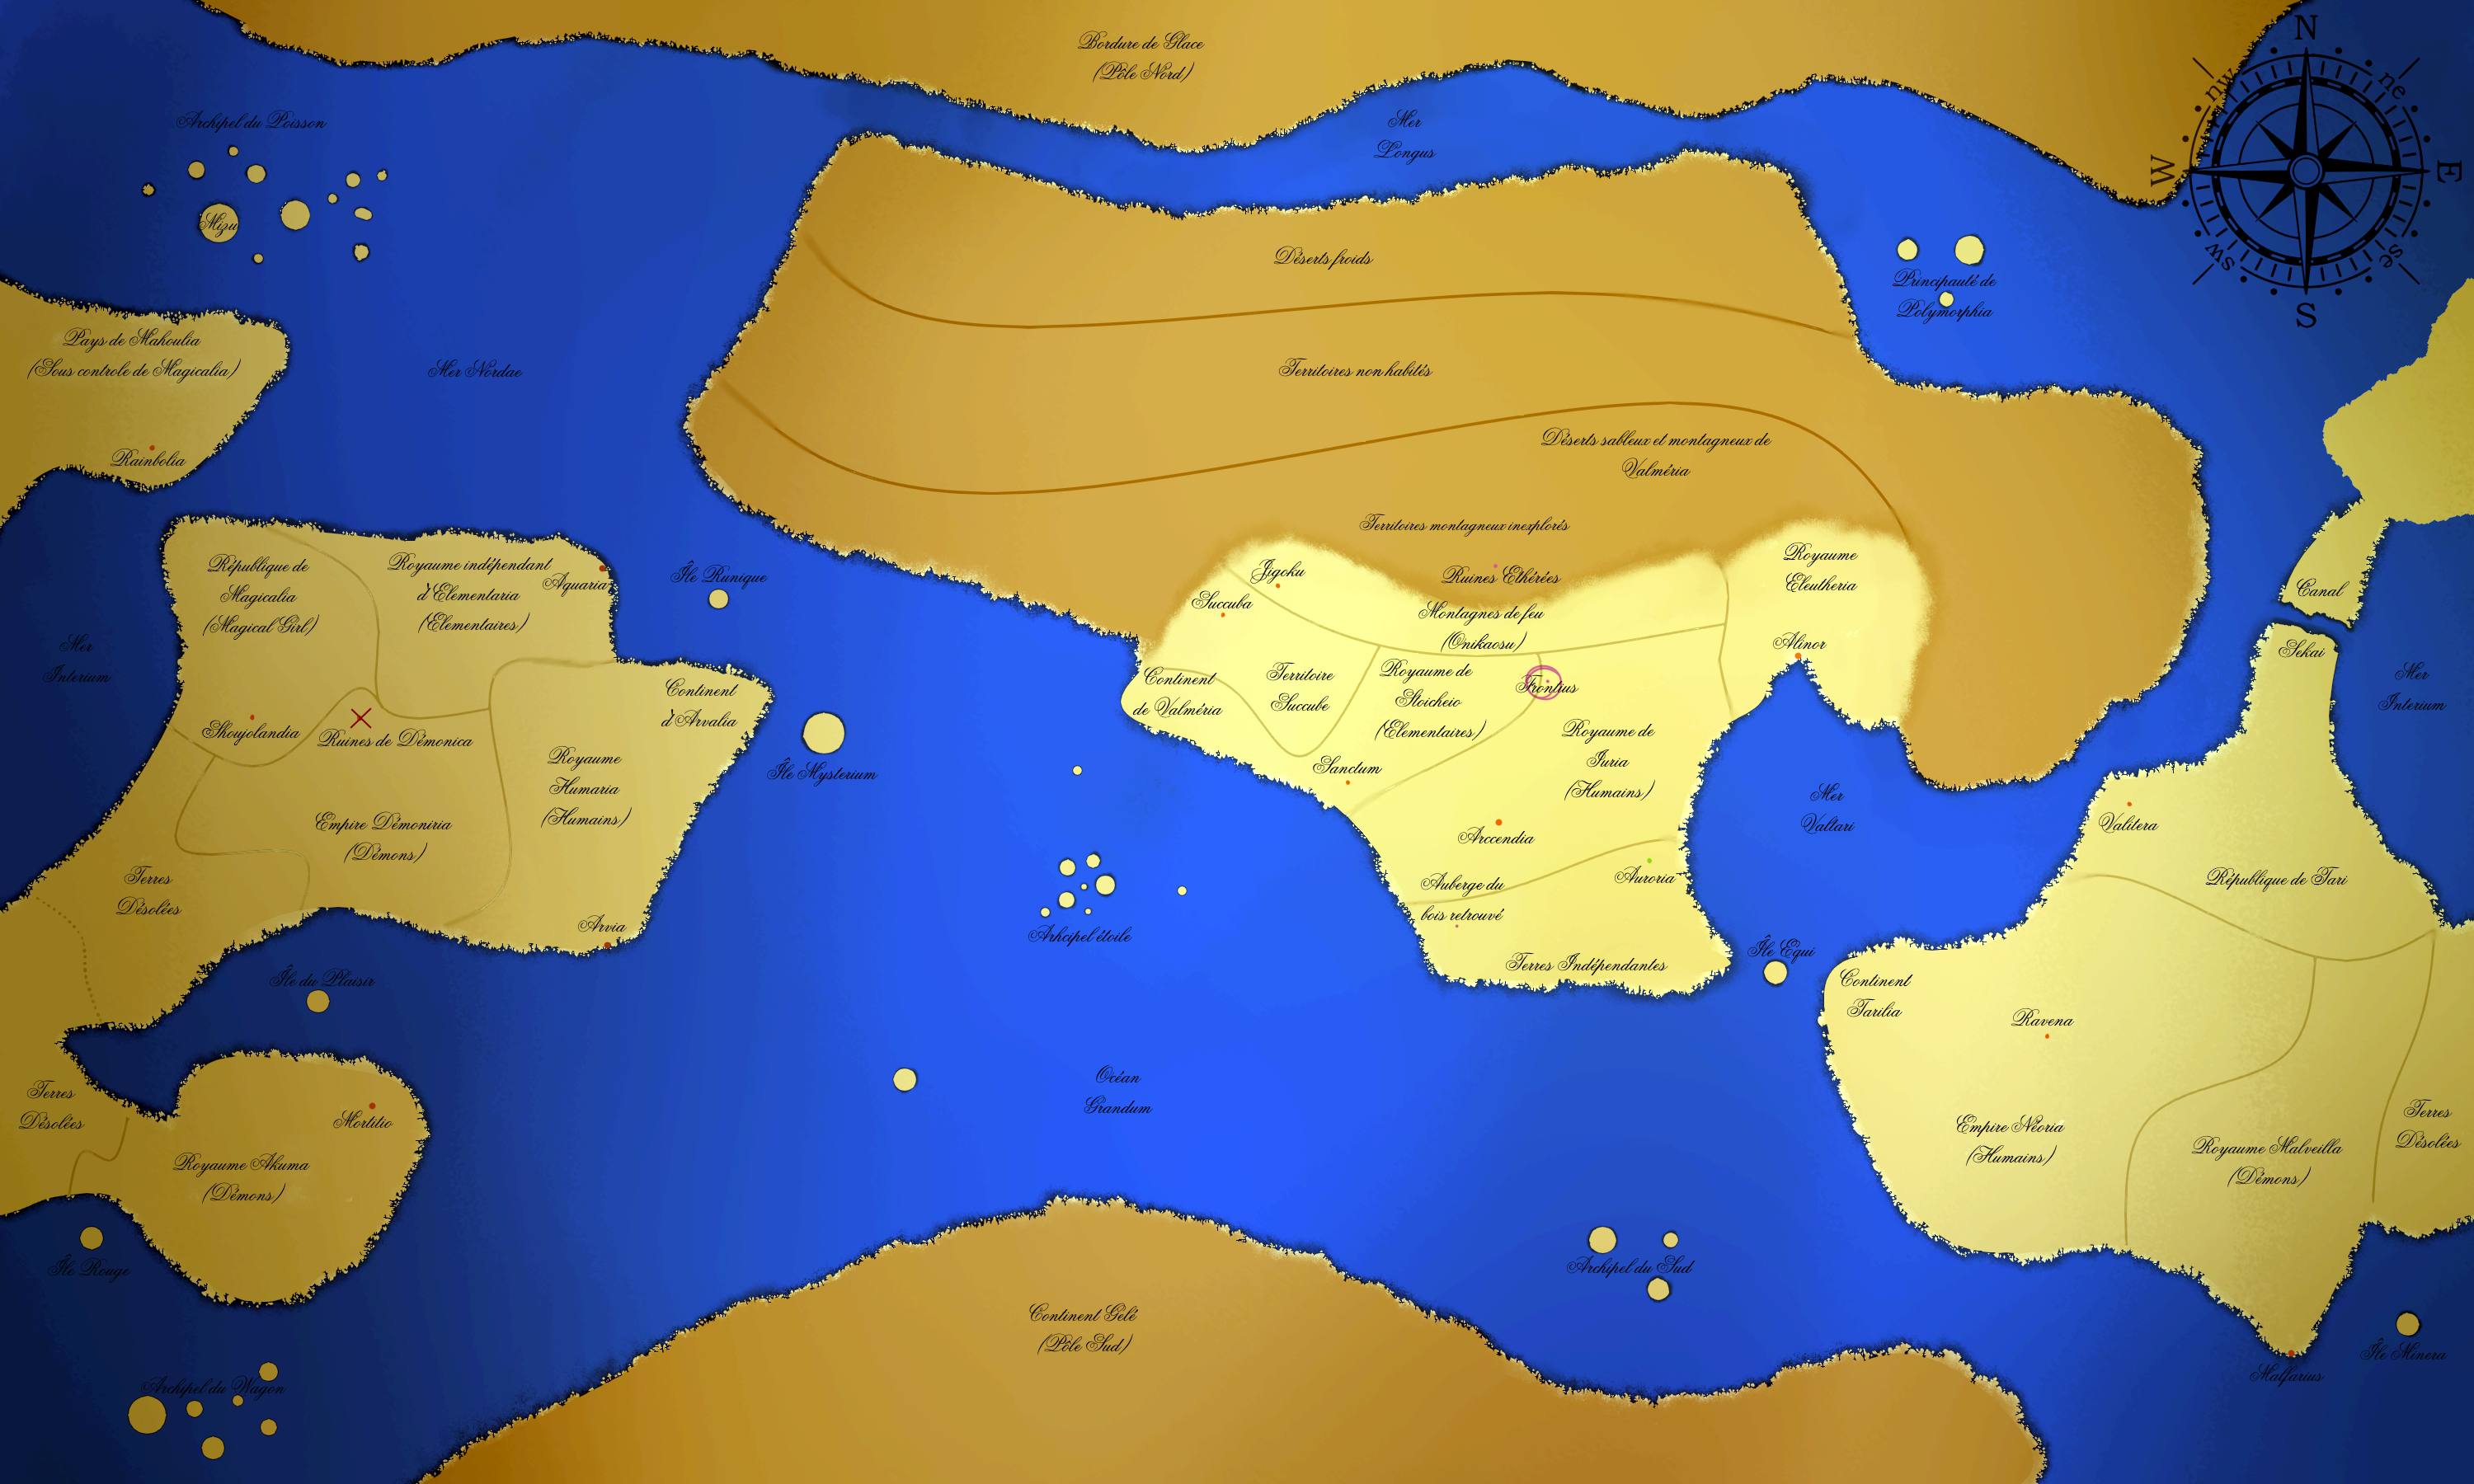 Bordure de Glace
(Pôle Nord)
N
nw
ne
W
E
sw
se
S
Archipel du Poisson
Mizu
Mer
Longus
Déserts froids
Principauté de
Polymorphia
Pays de Mahoulia
(Sous controle de Magicalia)
Rainbolia
Mer Nordae
Territoires non habités
Déserts sableux et montagneux de
Valméria
Territoires montagneux inexplorés
Ruines Ethérées
Jigoku
Succuba
Montagnes de feu
(Onikaosu)
Royaume
Eleutheria
Alinor
Canal
Sekai
Mer
Interium
République de
Magicalia
(Magical Girl)
Royaume indépendant
d'Elementaria
(Elementaires)
Aquaria
Île Runique
Mer
Interium
Shoujolandia
Ruines de Démonica
Continent
d'Arvalia
Royaume
Humaria
(Humains)
Île Mysterium
Empire Démoniria
(Démons)
Terres
Désolées
Arvia
Continent
de Valméria
Territoire
Succube
Royaume de
Stoicheio
(Elementaires)
Frontius
Royaume de
Iuria
(Humains)
Sanctum
Arccendia
Mer
Valtari
Auberge du
bois retrouvé
Auroria
Terres Indépendantes
Arhcipel étoile
Île Equi
Valitera
République de Tari
Continent
Tarilia
Ravena
Empire Néoria
(Humains)
Royaume Malveilla
(Démons)
Terres
Désolées
Île du Plaisir
Terres
Désolées
Mortitio
Royaume Akuma
(Démons)
Île Rouge
Archipel du Wagon
Océan
Grandum
Continent Gelé
(Pôle Sud)
Archipel du Sud
Malfarius
Île Minora